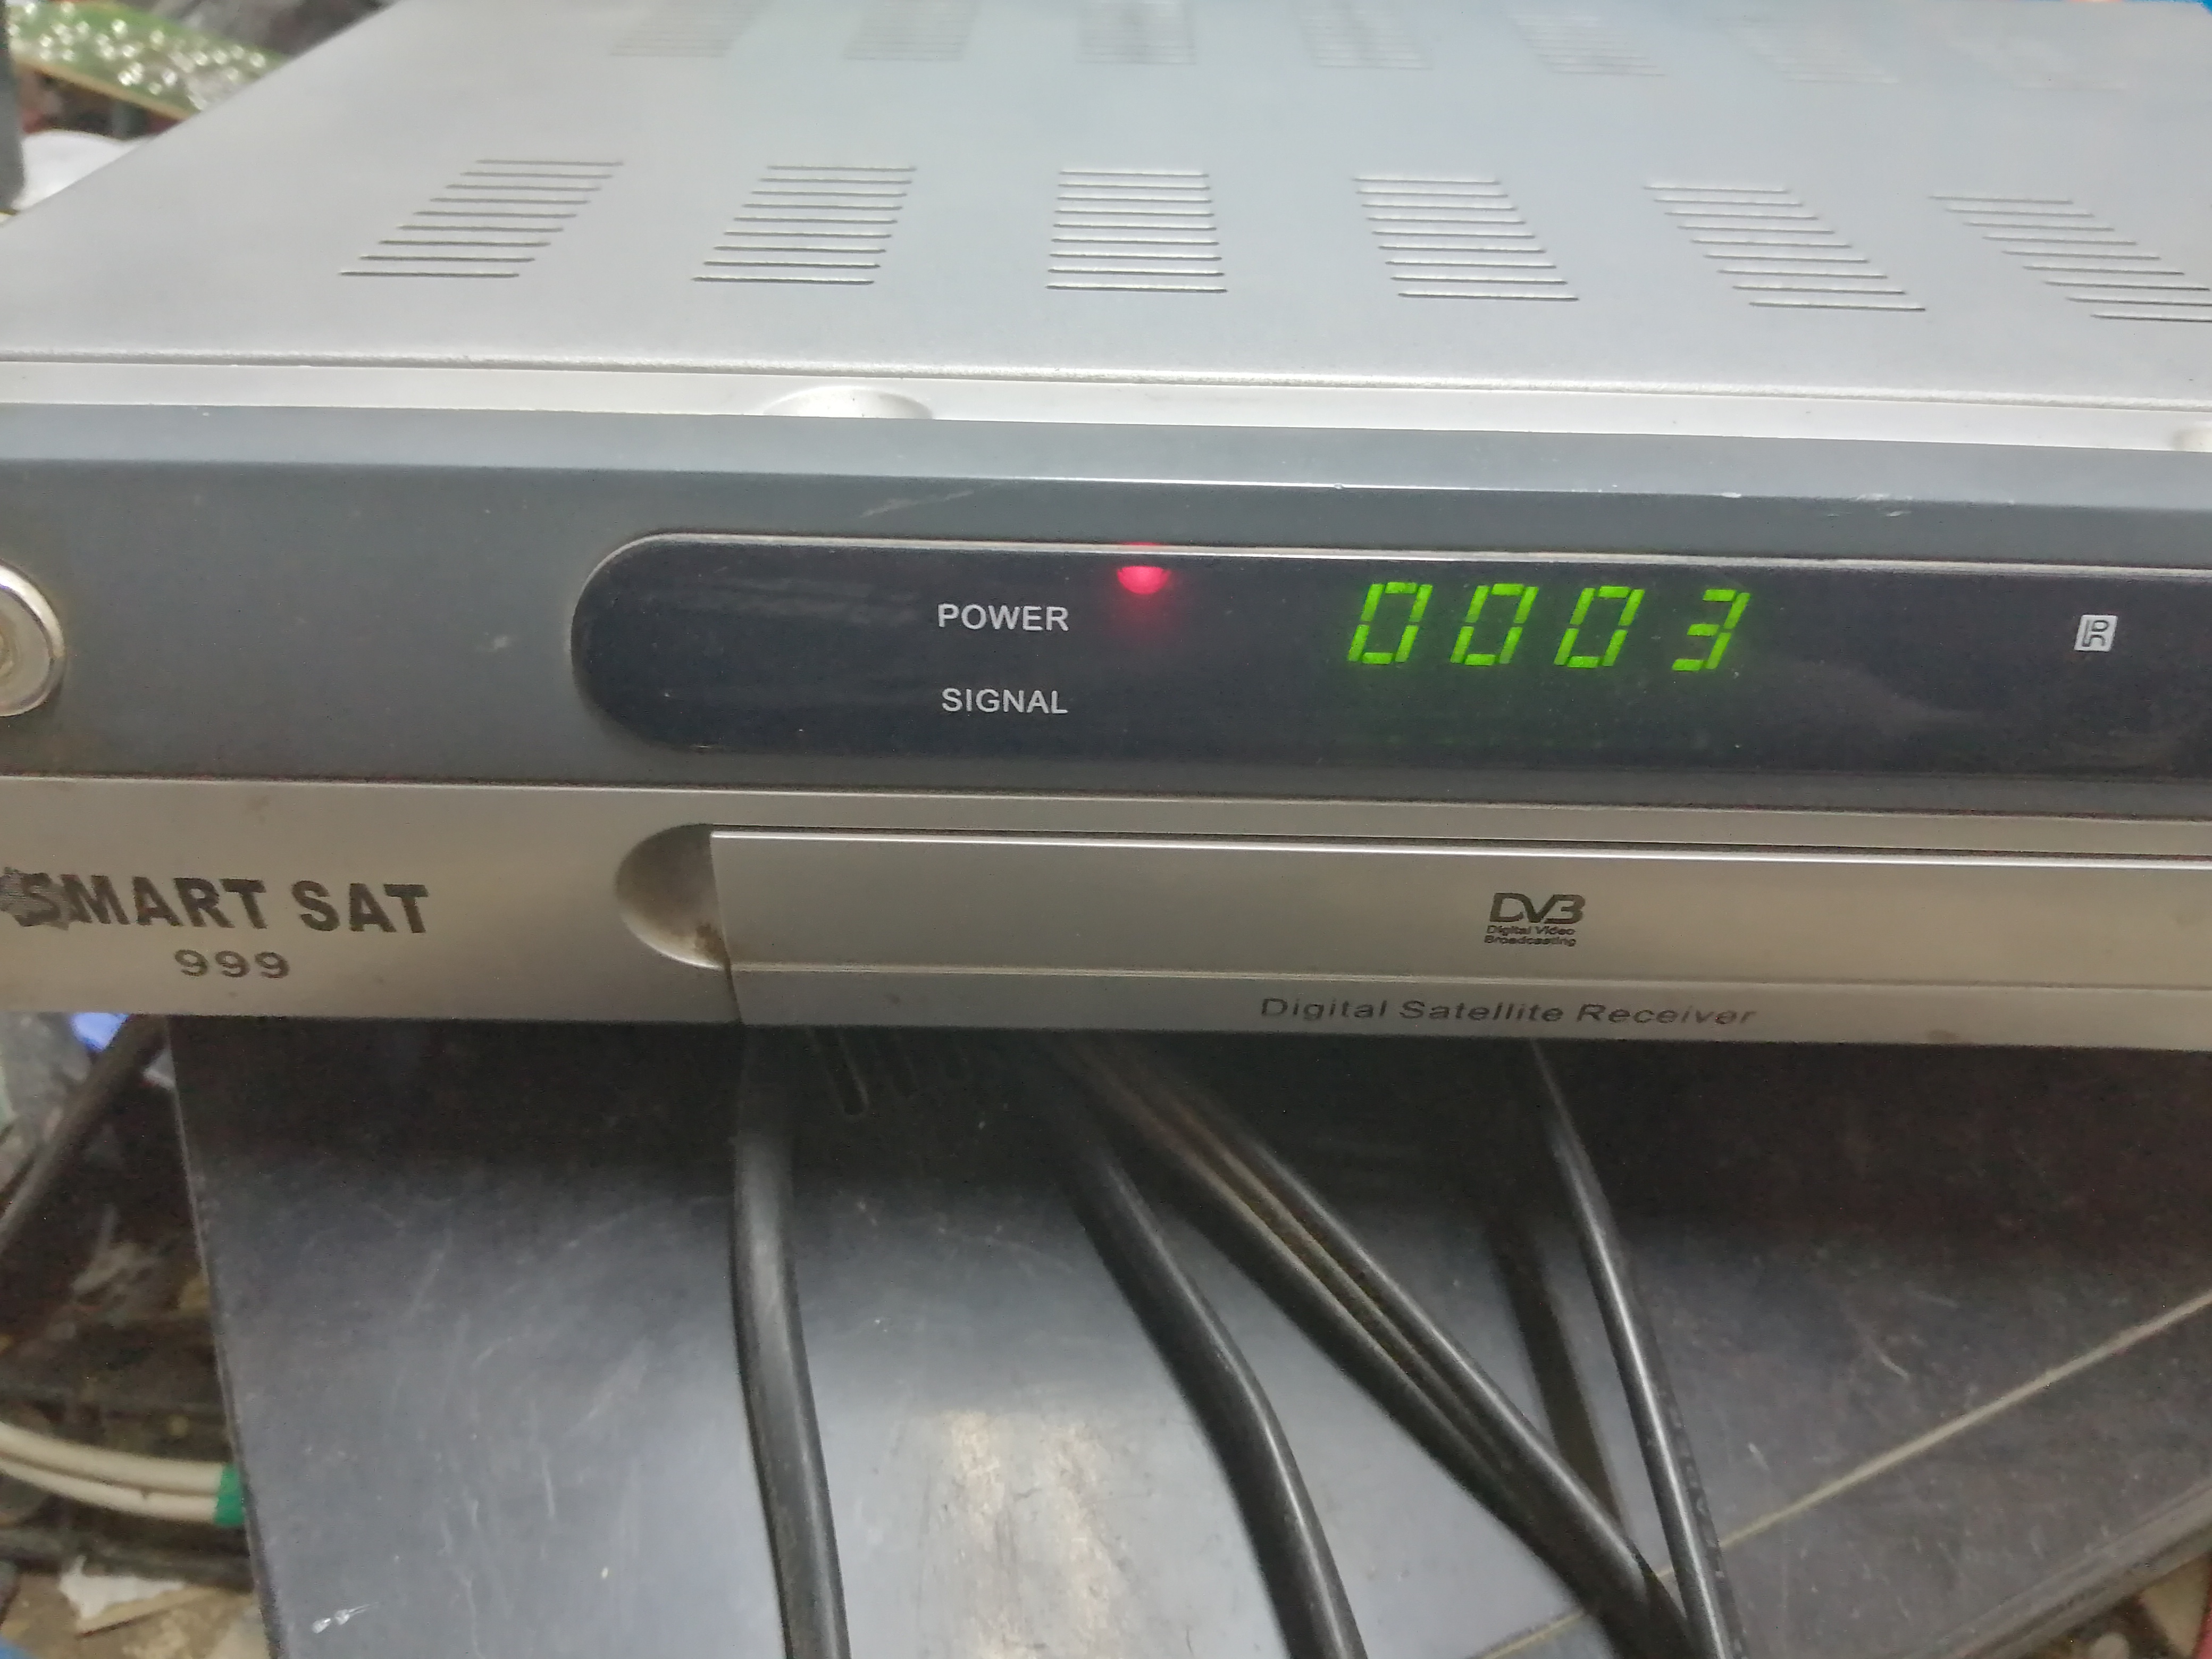 POWER
0003
SIGNAL
SMART SAT
999
DVB
Digital Video
Broadcasting
Digital Satellite Receiver